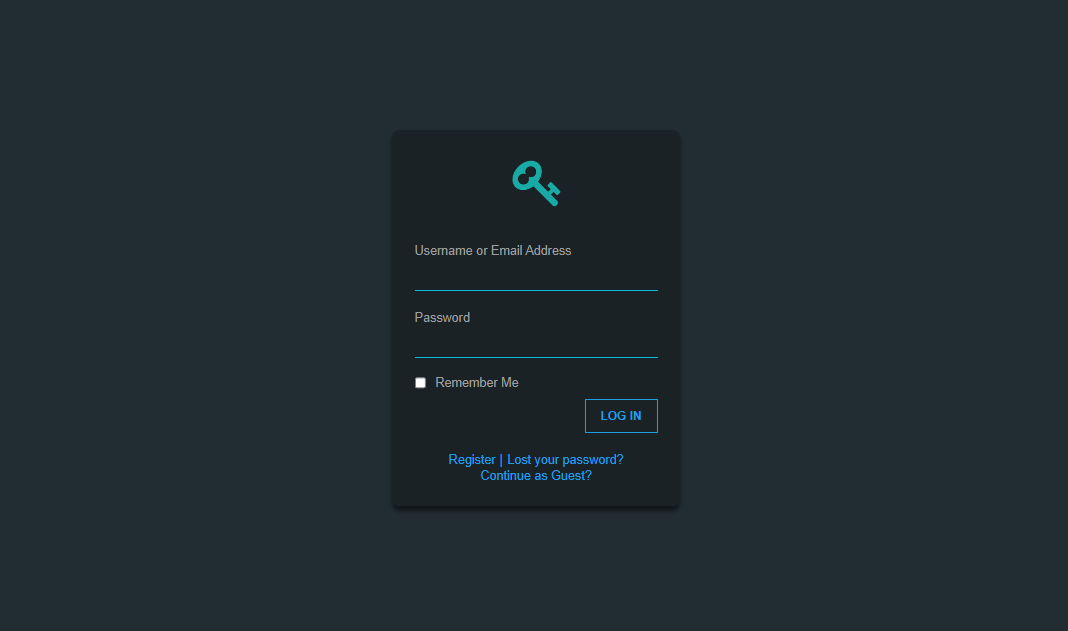 Username or Email Address
Password
Remember Me
LOG IN
Register | Lost your password?
Continue as Guest?